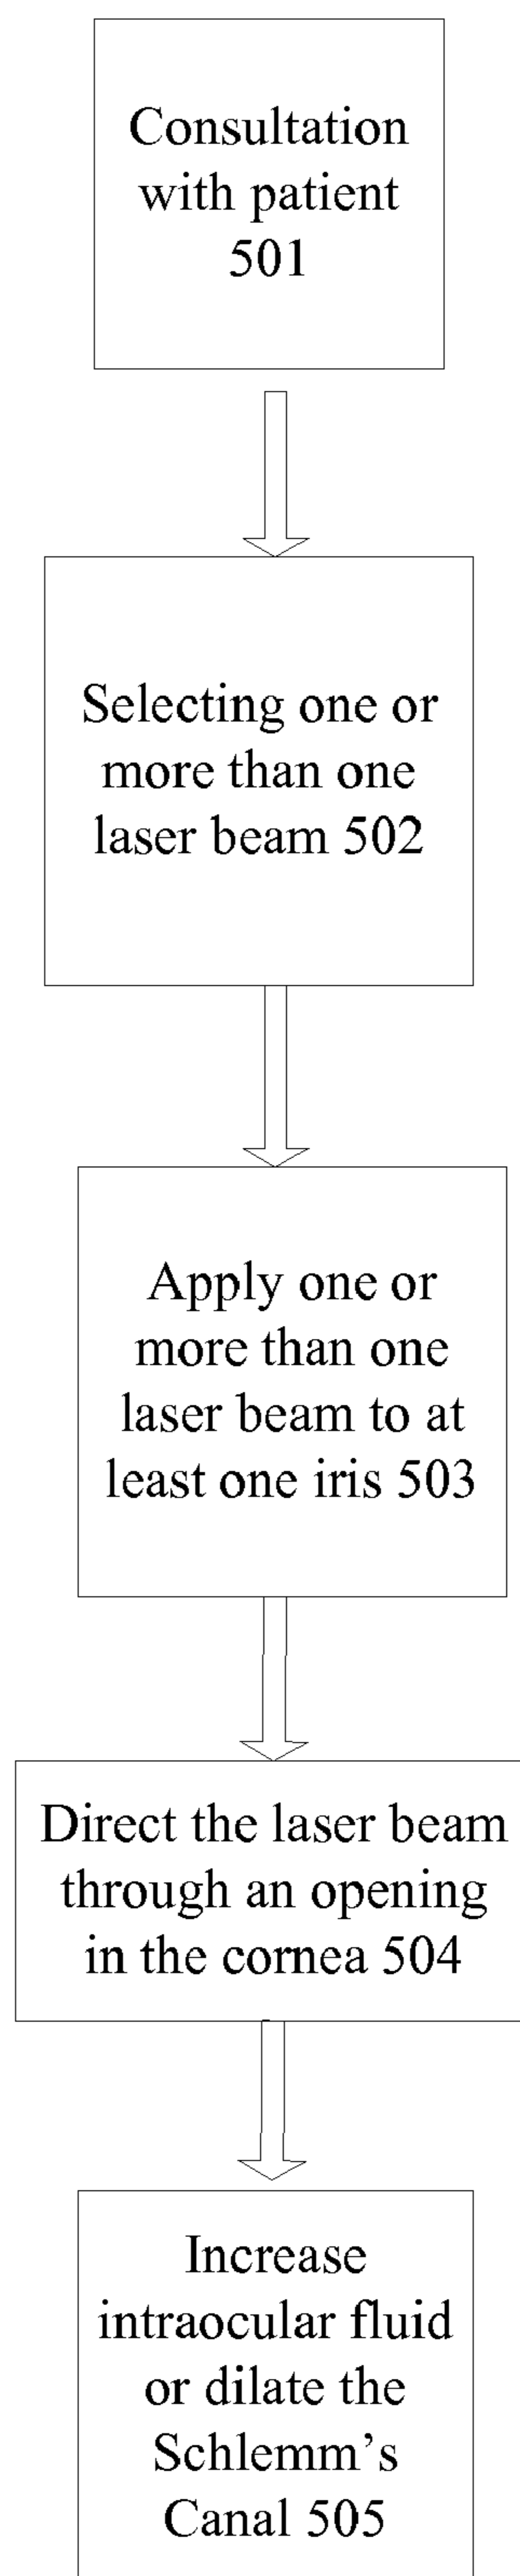 Consultation
with patient
501
Selecting one or
more than one
laser beam 502
Apply one or
more than one
laser beam to at
least one iris 503
Direct the laser beam
through an opening
in the cornea 504
Increase
intraocular fluid
or dilate the
Schlemm’s
Canal 505